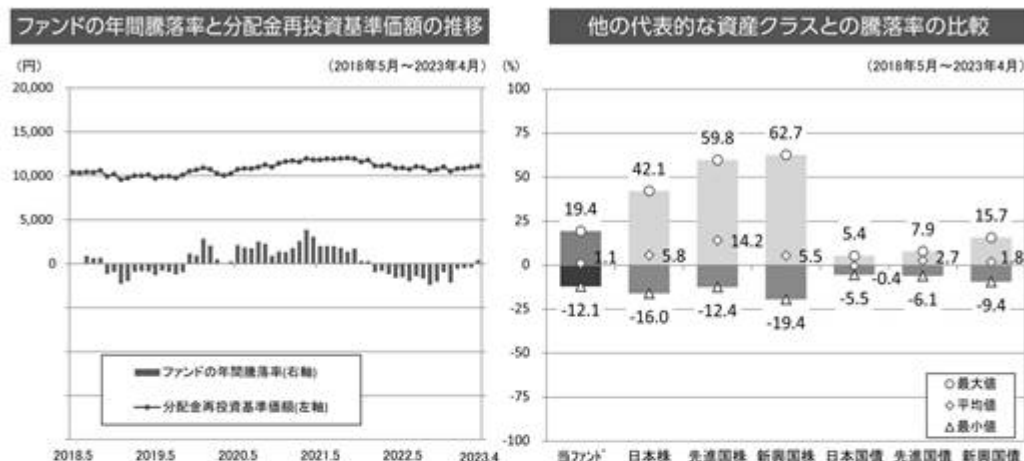 ファンドの年間騰落率と分配金再投資基準価額の推移
(円)
(2018年5月～2023年4月)
20,000
15,000
10,000
5,000
0
ファンドの年間騰落率(右軸)
分配金再投資基準価額(左軸)
2018.5 2019.5 2020.5 2021.5 2022.5 2023.4
他の代表的な資産クラスとの騰落率の比較
(%)
(2018年5月～2023年4月)
100
75
50
25
0
-25
-50
-75
-100
19.4 42.1 59.8 62.7 5.4 7.9 15.7
1.1 5.8 14.2 5.5 -0.4 2.7 1.8
-12.1 -16.0 -12.4 -19.4 -5.5 -6.1 -9.4
最大値
平均値
最小値
当ファンド 日本株 先進国株 新興国株 日本国債 先進国債 新興国債